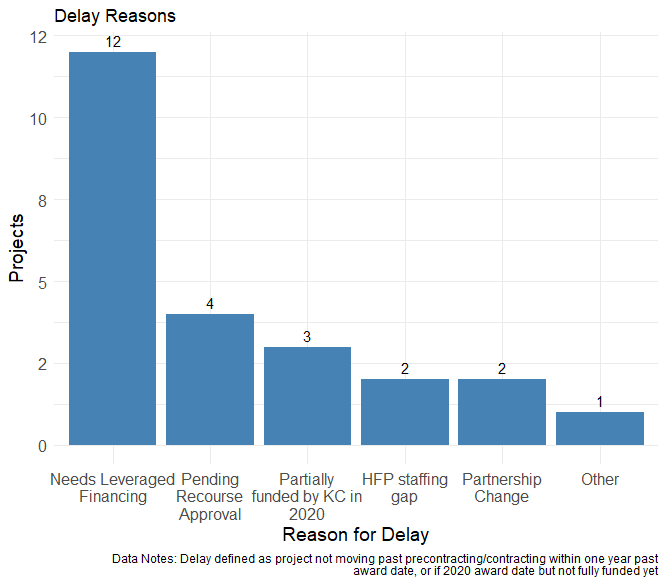 Delay Reasons
12
10
8
5
2
0
Projects
12
4
3
2
2
1
Needs Leveraged
Financing
Pending
Recourse
Approval
Partially
funded by KC in
2020
HFP staffing
gap
Partnership
Change
Other
Reason for Delay
Data Notes: Delay defined as project not moving past precontracting/contracting within one year past
award date, or if 2020 award date but not fully funded yet